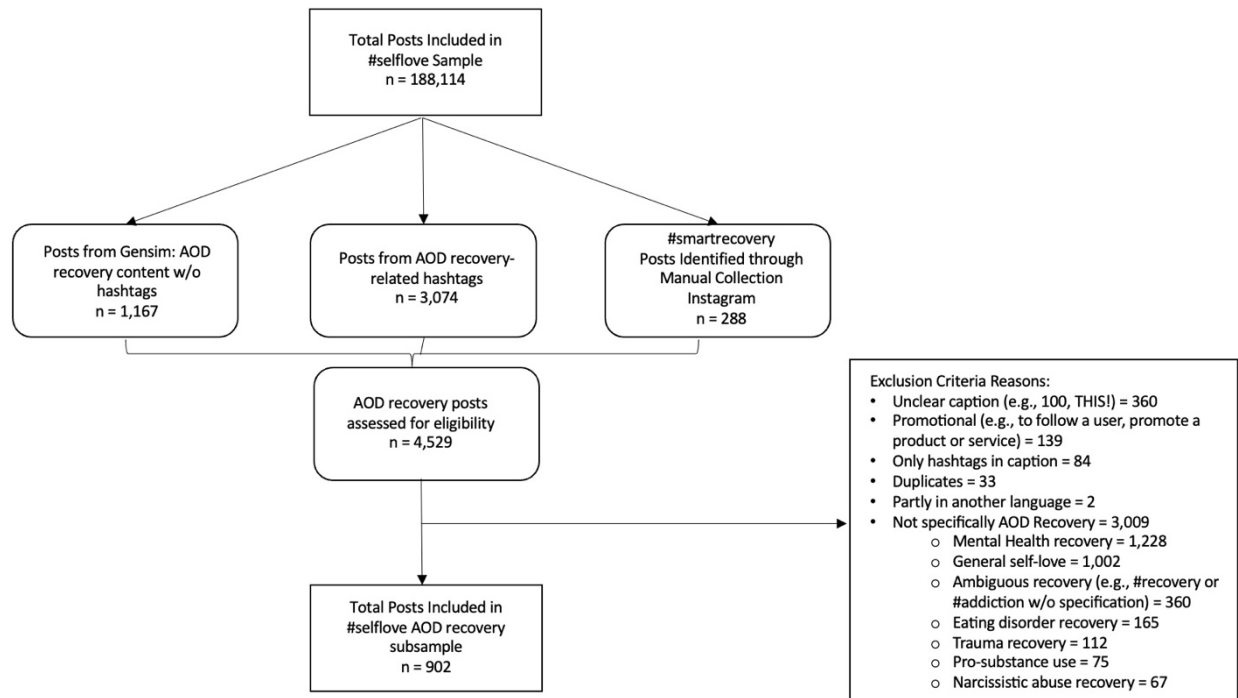 Total Posts Included in
#selflove Sample
n = 188,114
Posts from Gensim: AOD
recovery content w/o
hashtags
n = 1,167
Posts from AOD recovery-
related hashtags
n = 3,074
#smartrecovery
Posts Identified through
Manual Collection
Instagram
n = 288
AOD recovery posts
assessed for eligibility
n = 4,529
Exclusion Criteria Reasons:
• Unclear caption (e.g., 100, THIS!) = 360
• Promotional (e.g., to follow a user, promote a
product or service) = 139
• Only hashtags in caption = 84
• Duplicates = 33
• Partly in another language = 2
• Not specifically AOD Recovery = 3,009
o Mental Health recovery = 1,228
o General self-love = 1,002
o Ambiguous recovery (e.g., #recovery or
#addiction w/o specification) = 360
o Eating disorder recovery = 165
o Trauma recovery = 112
o Pro-substance use = 75
o Narcissistic abuse recovery = 67
Total Posts Included in
#selflove AOD recovery
subsample
n = 902